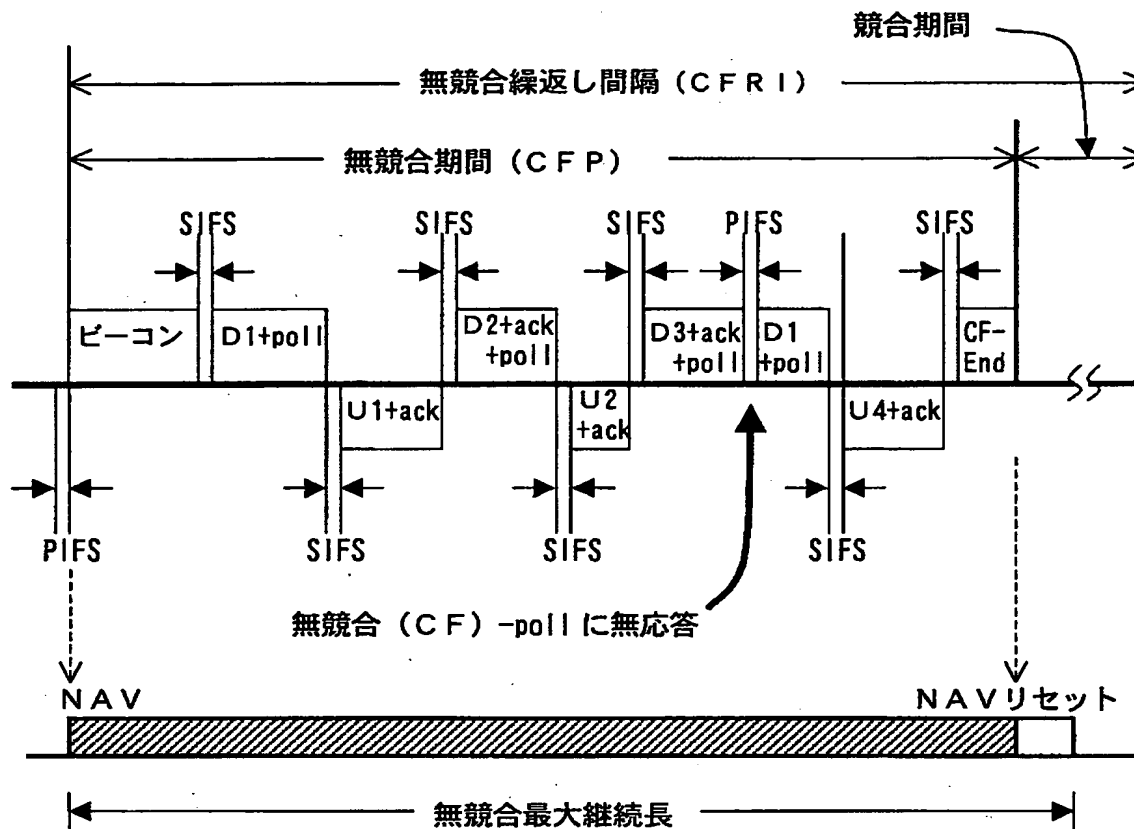 競合期間
無競合繰返し間隔(CFRI)
無競合期間(CFP)
SIFS
SIFS
SIFS
PIFS
SIFS
ビーコン
D1+poll
D2+ack
+poll
D3+ack
+poll
D1
+poll
CF-
End
U1+ack
U2
+ack
U4+ack
PIFS
SIFS
SIFS
SIFS
無競合(CF)-pollに無応答
NAV
NAVリセット
無競合最大継続長